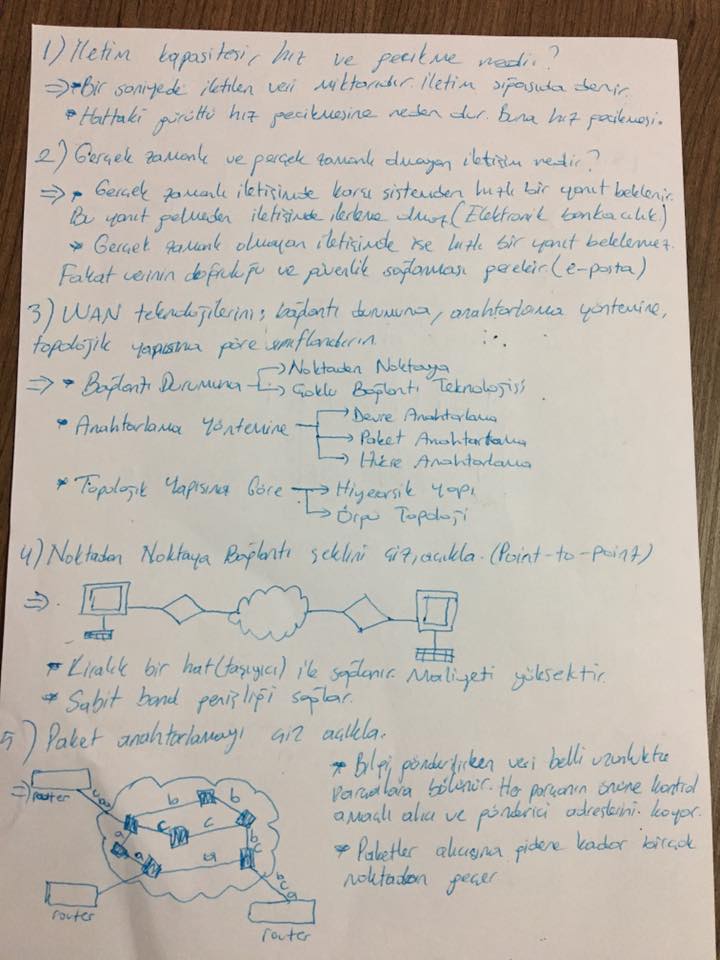 1) İletim kapasitesi, hız ve gecikme nedir?
⇒ * Bir saniyede iletilen veri miktarıdır. İletim sıfasıda denir.
* Hattaki gürültü hız gecikmesine neden olur. Buna hız gecikmesi.
2) Gerçek zamanlı ve gerçek zamanlı olmayan iletişim nedir?
⇒ * Gerçek zamanlı iletişimde karşı sistemden hızlı bir yanıt beklenir.
Bu yanıt gelmeden iletişimde ilerleme olmaz (Elektronik bankacılık)
* Gerçek zamanlı olmayan iletişimde ise hızlı bir yanıt beklemez.
Fakat verinin doğruluğu ve güvenlik sağlanması gerekir. (e-posta)
3) WAN teknolojilerini; bağlantı durumuna, anahtarlama yöntemine,
topolojik yapısına göre sınıflandırın.
⇒ * Bağlantı Durumuna → Noktadan Noktaya
→ Çoklu Bağlantı Teknolojisi
* Anahtarlama Yöntemine → Devre Anahtarlama
→ Paket Anahtarlama
→ Hücre Anahtarlama
* Topolojik Yapısına Göre → Hiyearşik Yapı
→ Örgü Topoloji
4) Noktadan Noktaya Bağlantı şeklini çiz, açıkla. (Point-to-point)
⇒.
* Kiralık bir hat (taşıyıcı) ile sağlanır. Maliyeti yüksektir.
* Sabit band genişliği sağlar.
5) Paket anahtarlamayı çiz açıkla.
⇒ router
cba
b b
c c
a a a
b c
b c a
router
router
* Bilgi gönderilirken veri belli uzunlukta
parçalara bölünür. Her parçanın önüne kontrol
amaçlı alıcı ve gönderici adreslerini koyar.
* Paketler alıcısına gidene kadar birçok
noktadan geçer